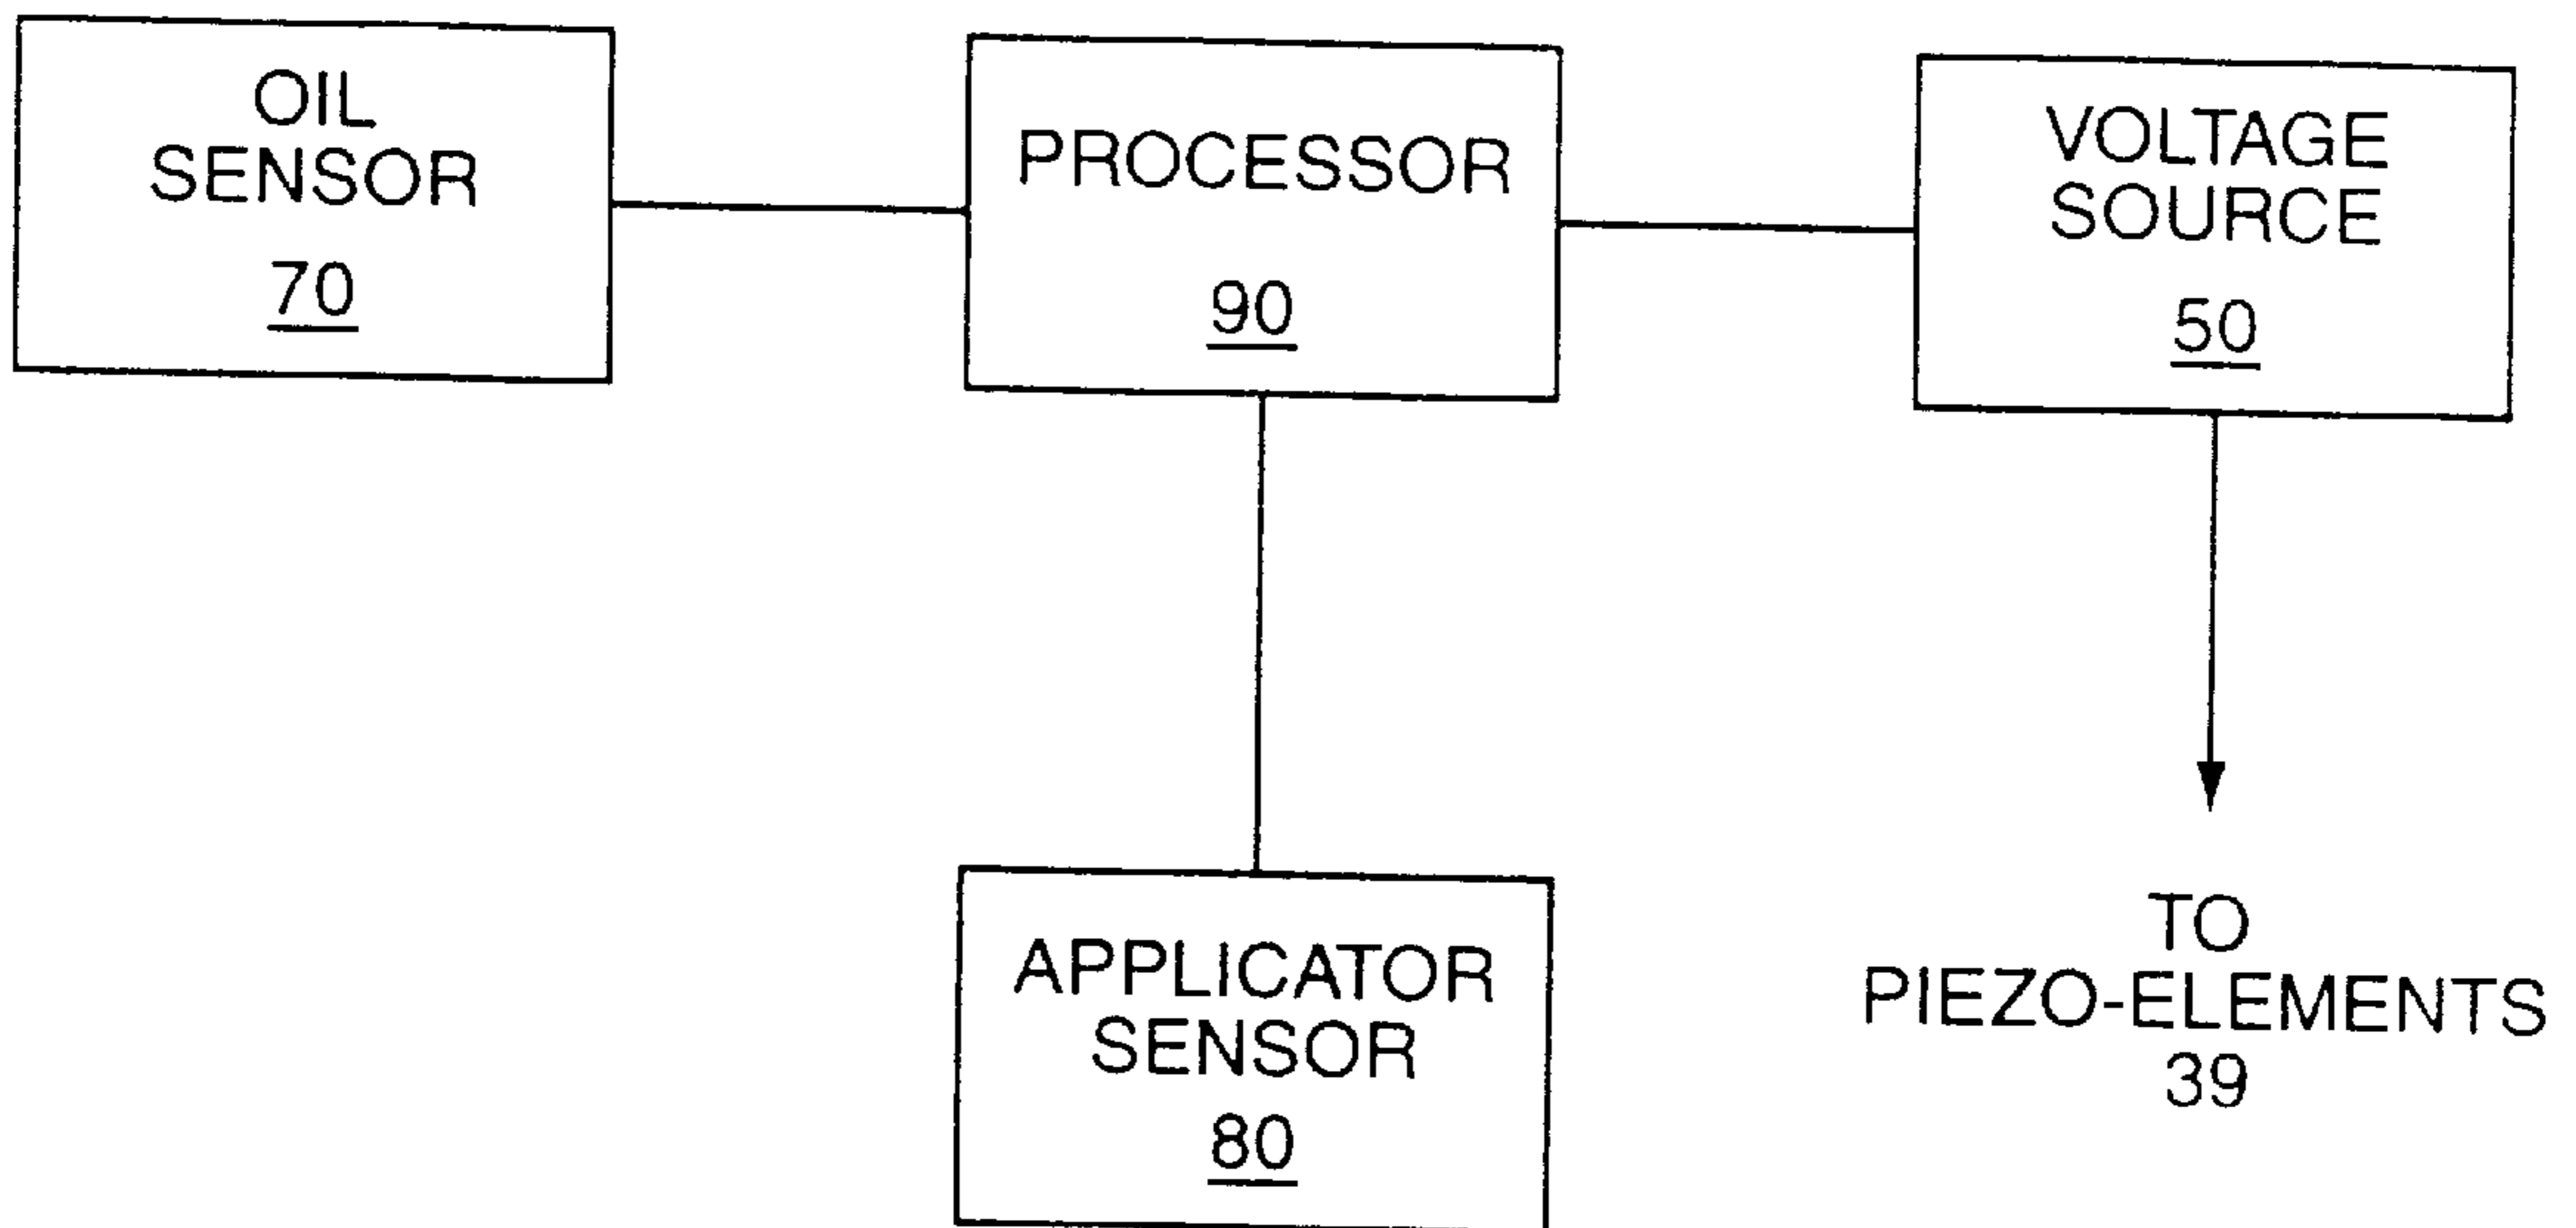 OIL
SENSOR
70
PROCESSOR
90
VOLTAGE
SOURCE
50
APPLICATOR
SENSOR
80
TO
PIEZO-ELEMENTS
39